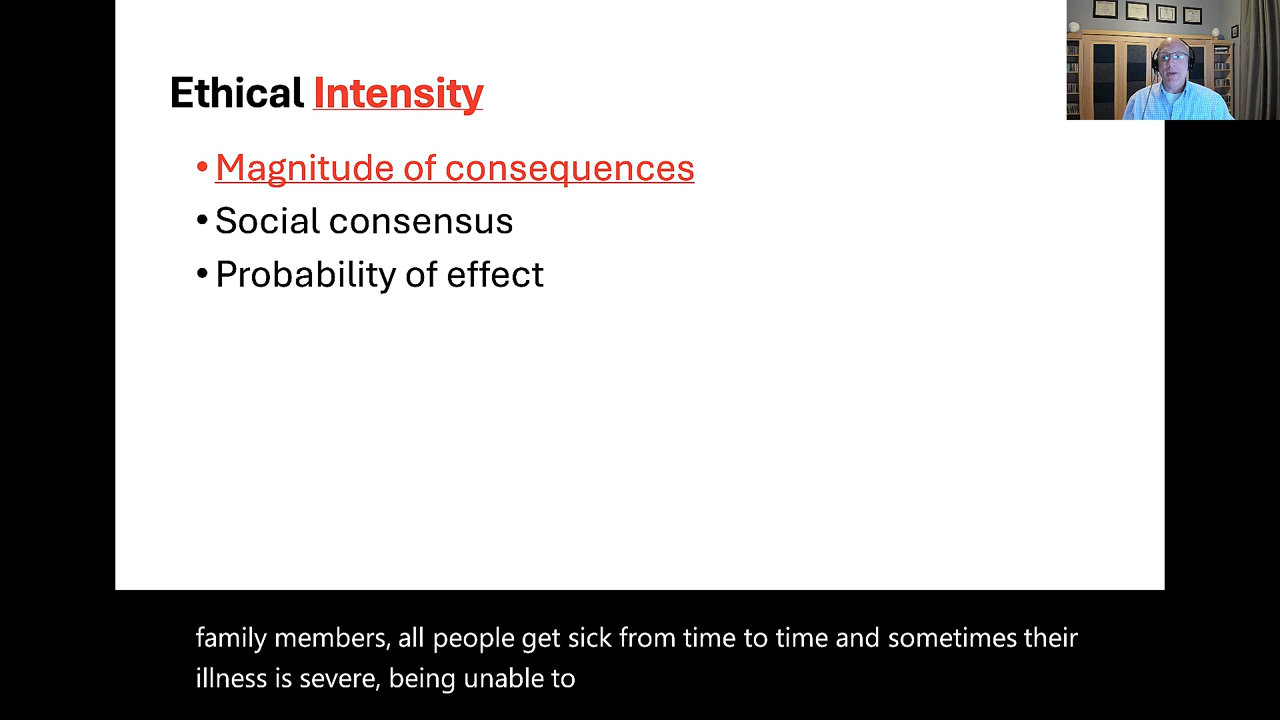 Ethical Intensity
• Magnitude of consequences
• Social consensus
• Probability of effect
family members, all people get sick from time to time and sometimes their
illness is severe, being unable to